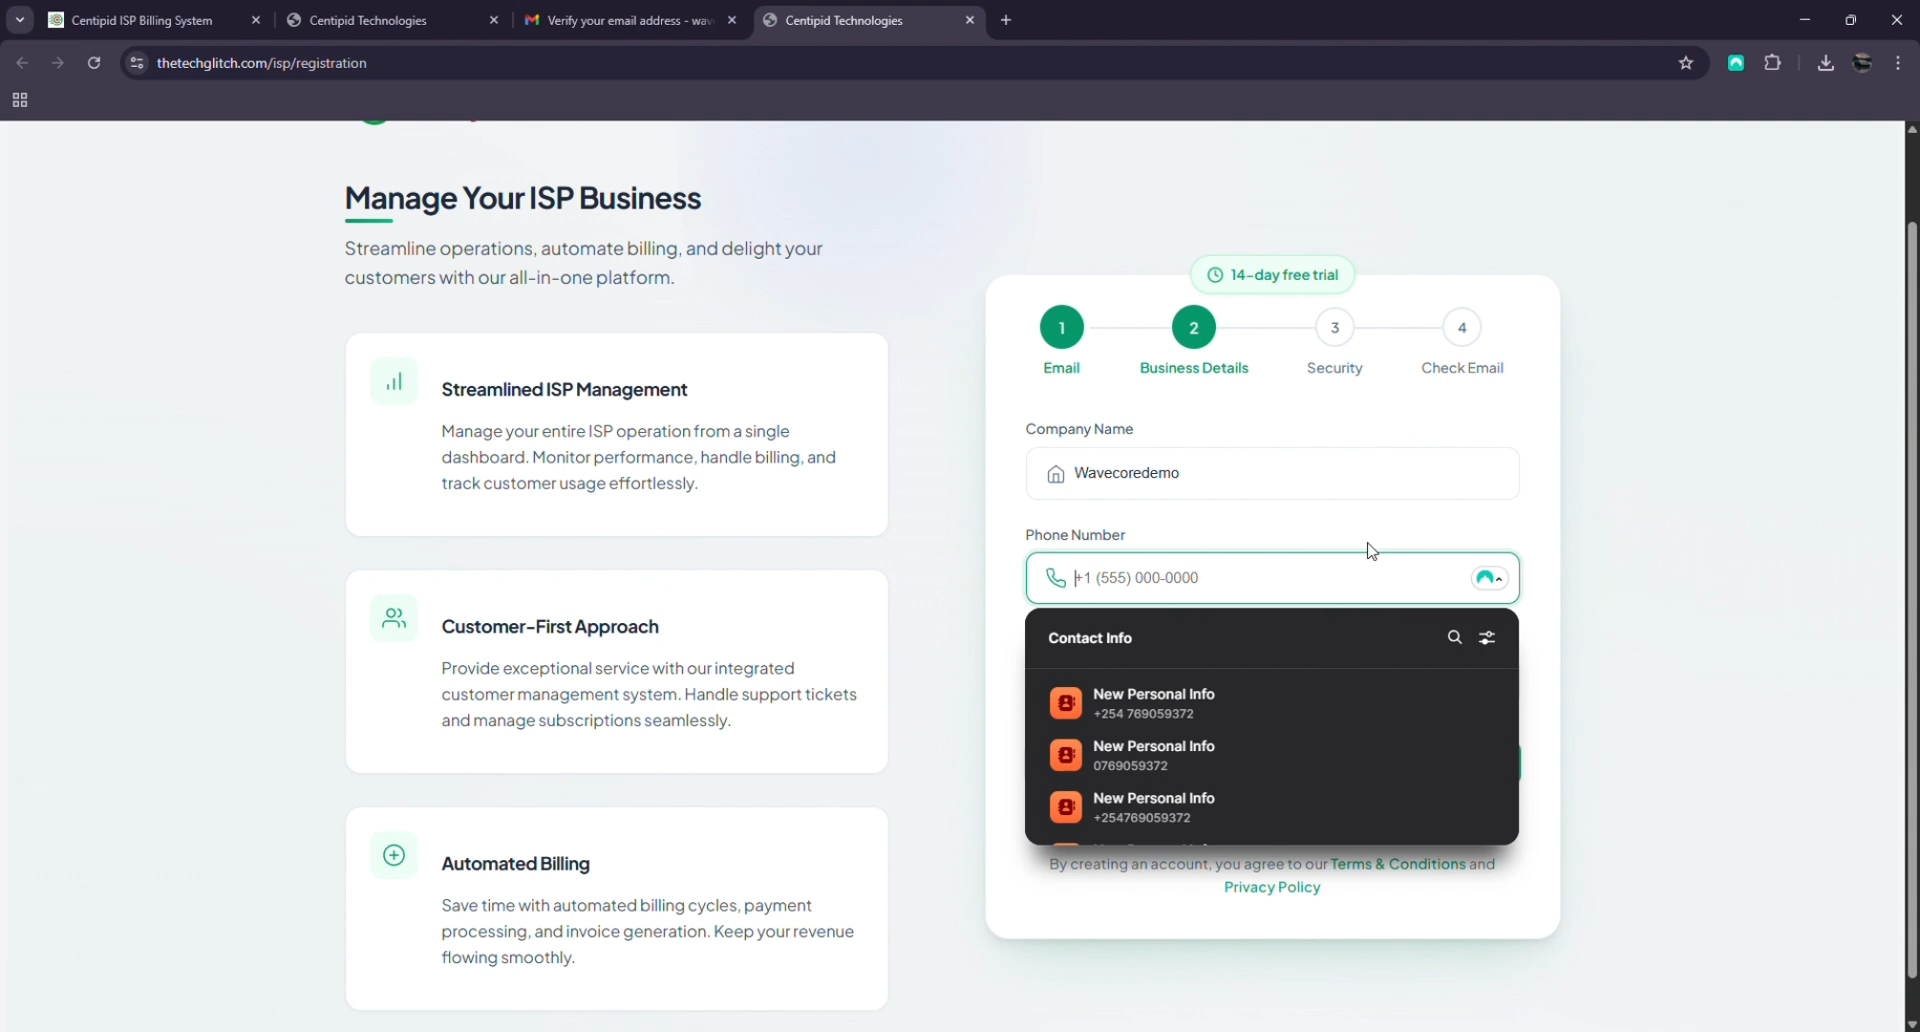 Centipid ISP Billing System
Centipid Technologies
Verify your email address - wav
Centipid Technologies
thetechglitch.com/isp/registration
Manage Your ISP Business
Streamline operations, automate billing, and delight your
customers with our all-in-one platform.
Streamlined ISP Management
Manage your entire ISP operation from a single
dashboard. Monitor performance, handle billing, and
track customer usage effortlessly.
Customer-First Approach
Provide exceptional service with our integrated
customer management system. Handle support tickets
and manage subscriptions seamlessly.
Automated Billing
Save time with automated billing cycles, payment
processing, and invoice generation. Keep your revenue
flowing smoothly.
14-day free trial
1
2
3
4
Email
Business Details
Security
Check Email
Company Name
Wavecoredemo
Phone Number
+1 (555) 000-0000
Contact Info
New Personal Info
+254 769059372
New Personal Info
0769059372
New Personal Info
+254769059372
By creating an account, you agree to our Terms & Conditions and
Privacy Policy